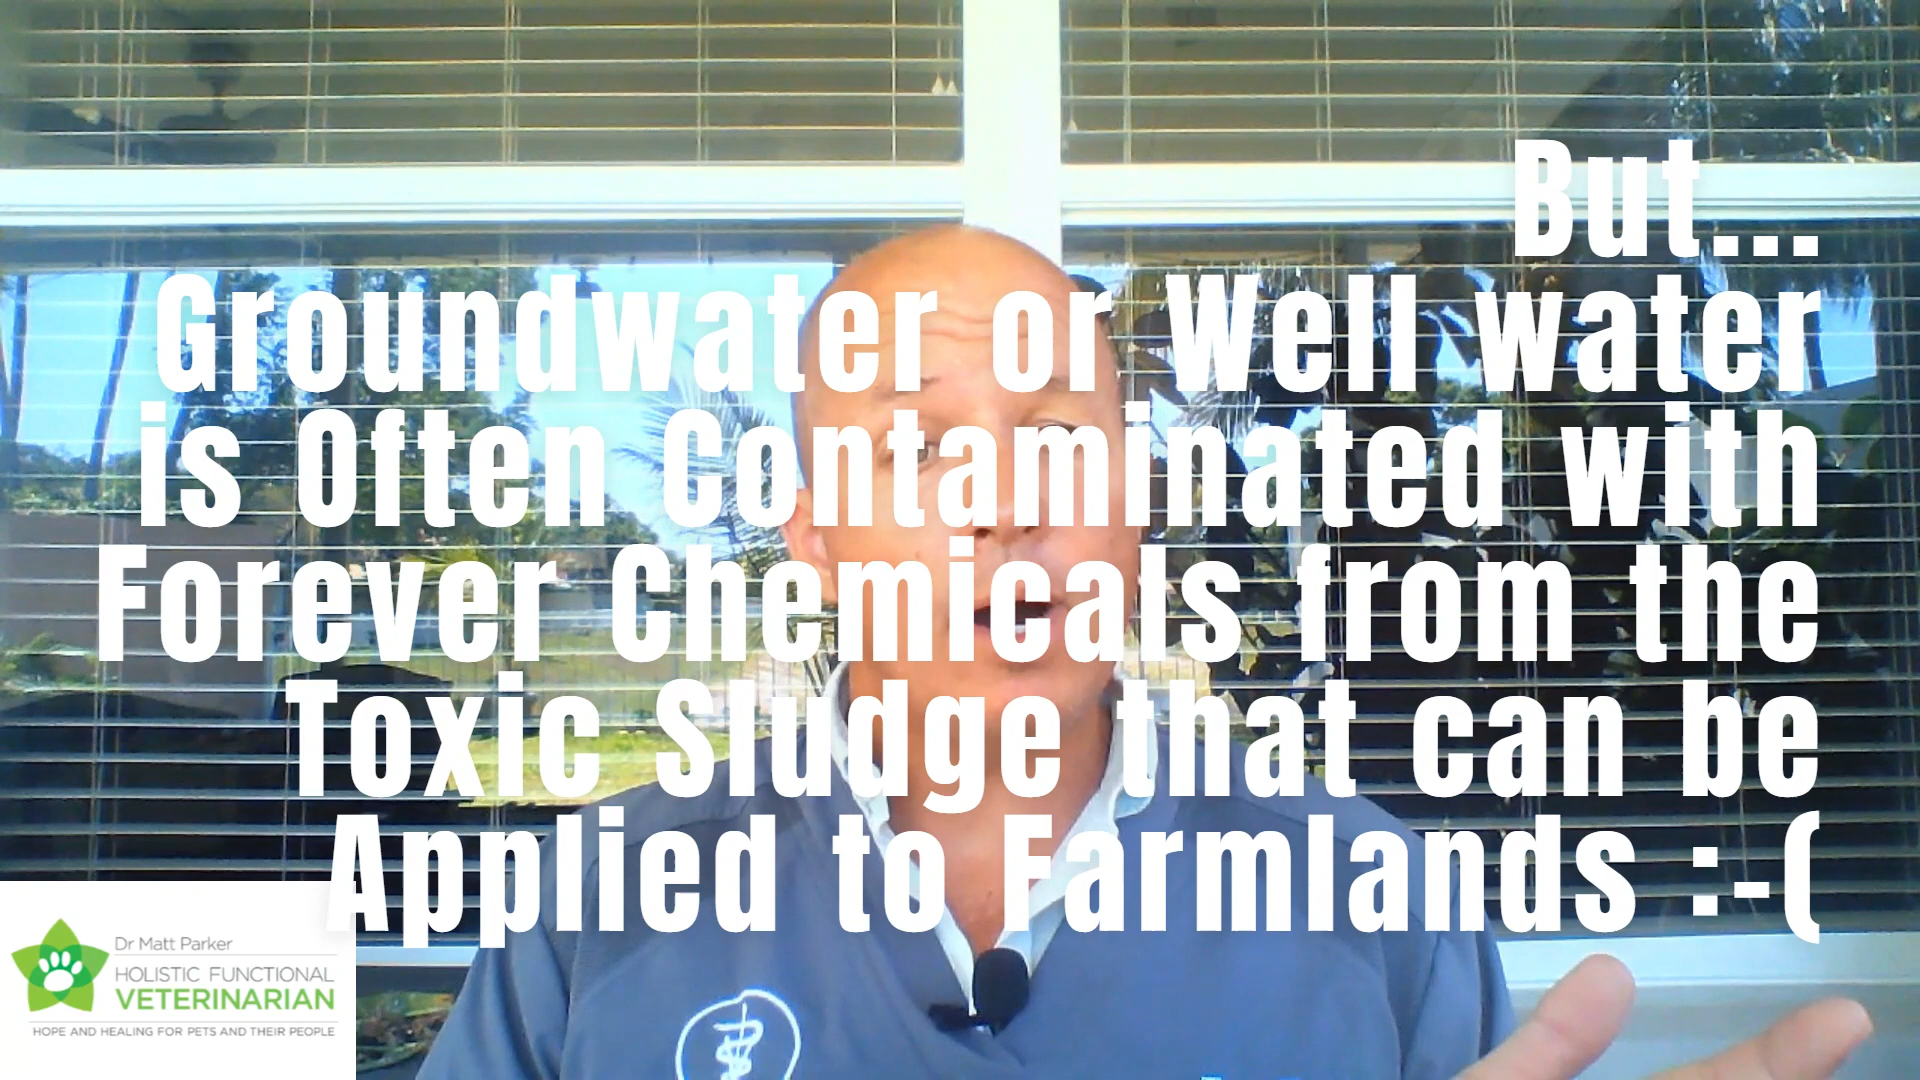 But...
Groundwater or Well water
is Often Contaminated with
Forever Chemicals from the
Toxic Sludge that can be
Applied to Farmlands :-(
Dr Matt Parker
HOLISTIC FUNCTIONAL
VETERINARIAN
HOPE AND HEALING FOR PETS AND THEIR PEOPLE